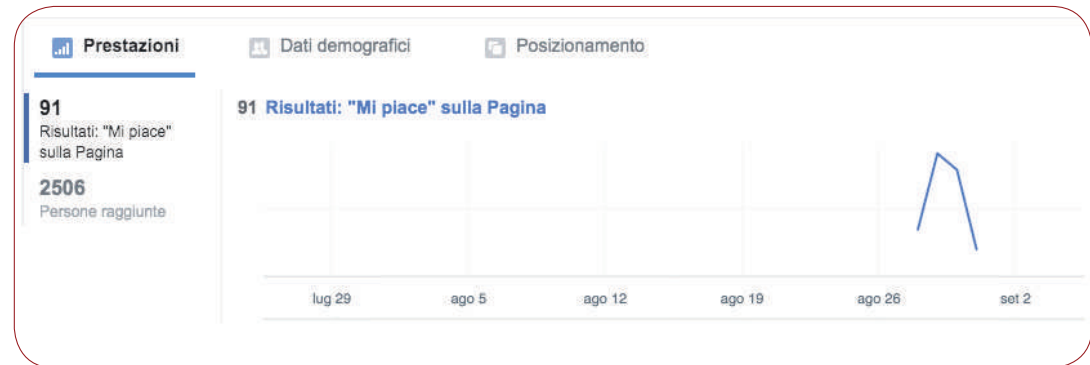 Prestazioni Dati demografici Posizionamento
91
Risultati: "Mi piace"
sulla Pagina
2506
Persone raggiunte
91 Risultati: "Mi piace" sulla Pagina
lug 29 ago 5 ago 12 ago 19 ago 26 set 2